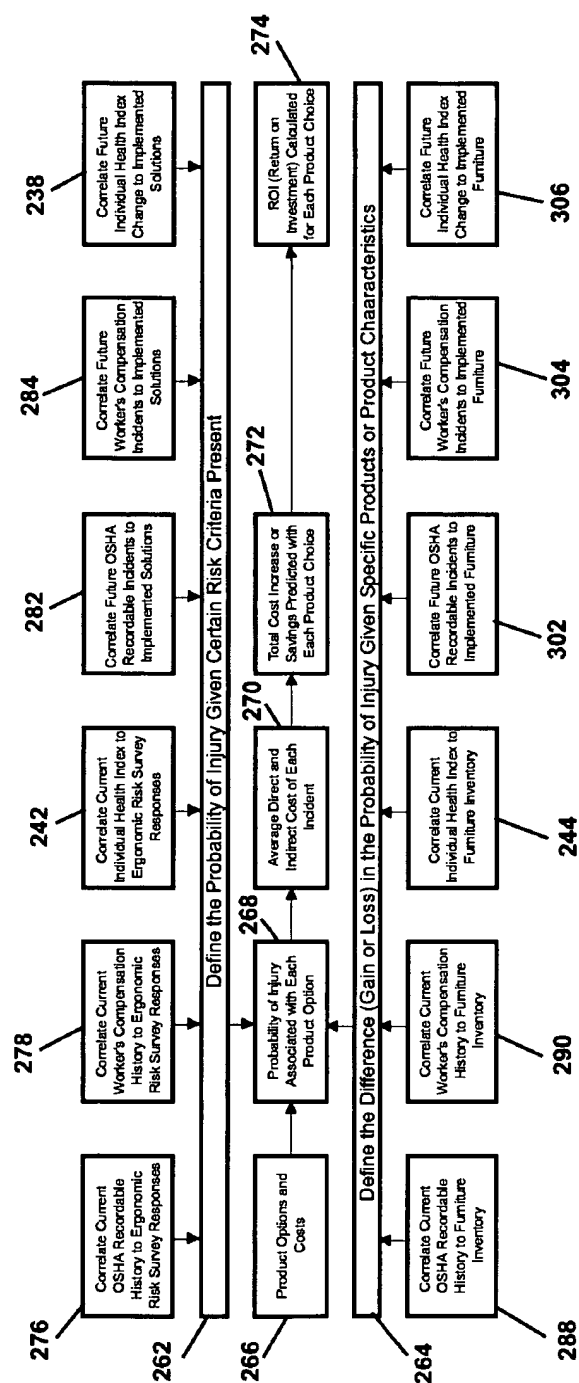 276
Correlate Current
OSHA Recordable
History to Ergonomic
Risk Survey Responses
278
Correlate Current
Worker's Compensation
History to Ergonomic
Risk Survey Responses
242
Correlate Current
Individual Health Index to
Ergonomic Risk Survey
Responses
282
Correlate Future OSHA
Recordable Incidents to
Implemented Solutions
284
Correlate Future
Worker's Compensation
Incidents to Implemented
Solutions
238
Correlate Future
Individual Health Index
Change to Implemented
Solutions
262
Define the Probability of Injury Given Certain Risk Criteria Present
266
Product Options and
Costs
268
Probability of Injury
Associated with Each
Product Option
270
Average Direct and
Indirect Cost of Each
Incident
272
Total Cost Increase or
Savings Predicted with
Each Product Choice
274
ROI (Return on
Investment) Calculated
for Each Product Choice
264
Define the Difference (Gain or Loss) in the Probability of Injury Given Specific Products or Product Chaaracteristics
288
Correlate Current
OSHA Recordable
History to Furniture
Inventory
290
Correlate Current
Worker's Compensation
History to Furniture
Inventory
244
Correlate Current
Individual Health Index to
Furniture Inventory
302
Correlate Future OSHA
Recordable Incidents to
Implemented Furniture
304
Correlate Future
Worker's Compensation
Incidents to Implemented
Furniture
306
Correlate Future
Individual Health Index
Change to Implemented
Furniture